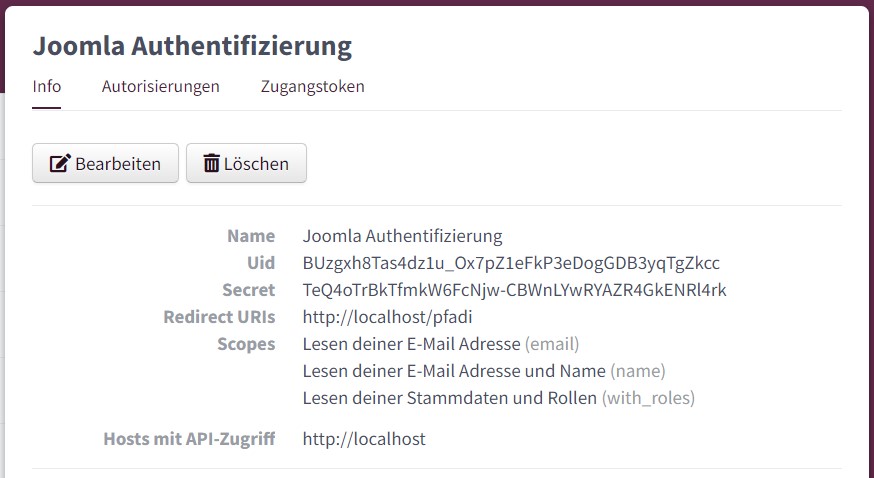 Joomla Authentifizierung
Info Autorisierungen Zugangstoken
Bearbeiten Löschen
Name Joomla Authentifizierung
Uid BUzgxh8Tas4dz1u_Ox7pZ1eFkP3eDogGDB3yqTgZkcc
Secret TeQ4oTrBkTfmkW6FcNjw-CBWnLYwRYAZR4GkENRl4rk
Redirect URIs http://localhost/pfadi
Scopes Lesen deiner E-Mail Adresse (email)
Lesen deiner E-Mail Adresse und Name (name)
Lesen deiner Stammdaten und Rollen (with_roles)
Hosts mit API-Zugriff http://localhost